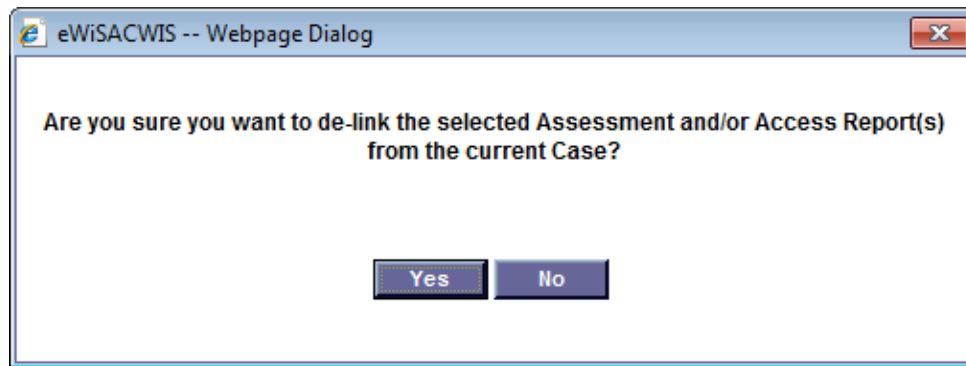 eWiSACWIS -- Webpage Dialog
Are you sure you want to de-link the selected Assessment and/or Access Report(s)
from the current Case?
Yes No